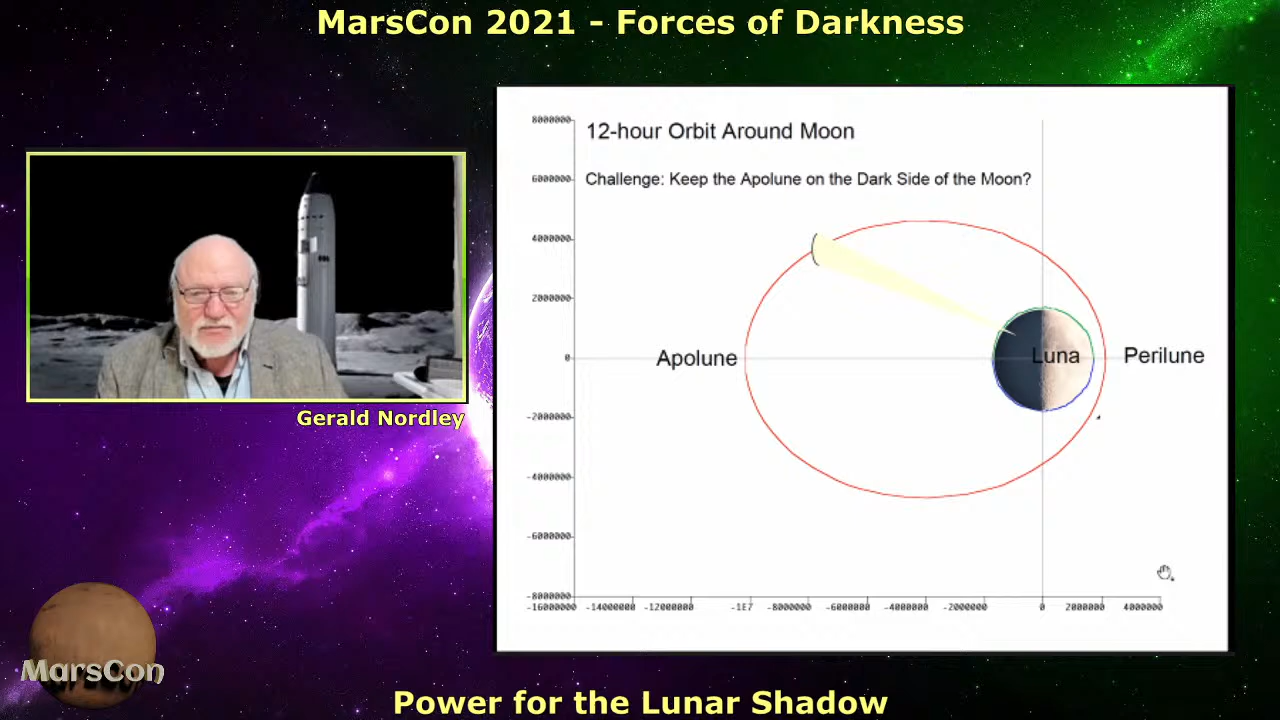 MarsCon 2021 - Forces of Darkness
12-hour Orbit Around Moon
Challenge: Keep the Apolune on the Dark Side of the Moon?
8000000
6000000
4000000
2000000
0
-2000000
-4000000
-6000000
-8000000
Apolune
Luna
Perilune
-16000000 -14000000 -12000000 -1E7 -8000000 -6000000 -4000000 -2000000 0 2000000 4000000
Gerald Nordley
MarsCon
Power for the Lunar Shadow